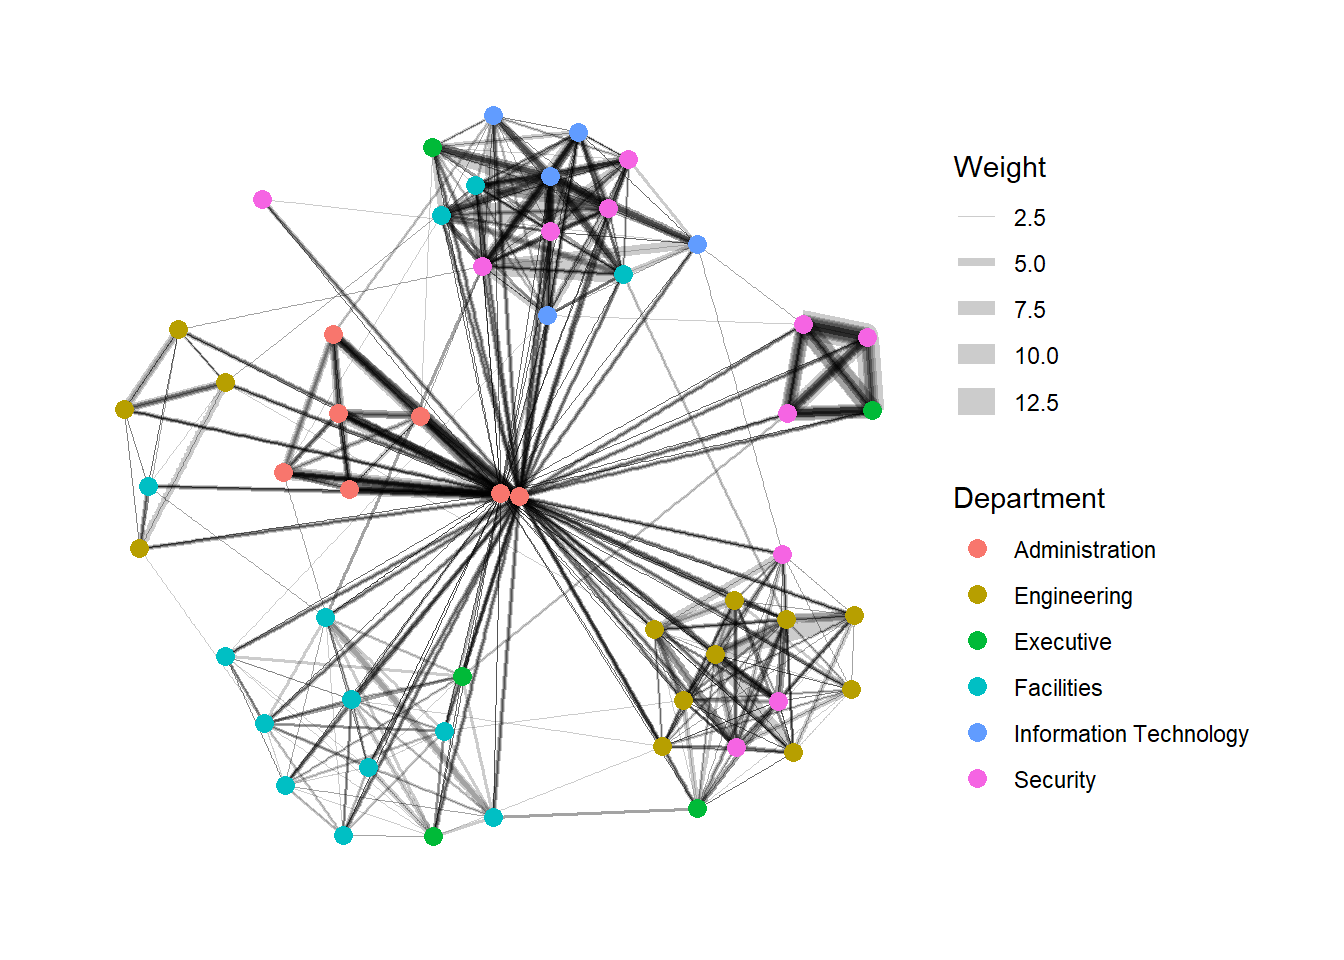 Weight
2.5
5.0
7.5
10.0
12.5
Department
Administration
Engineering
Executive
Facilities
Information Technology
Security